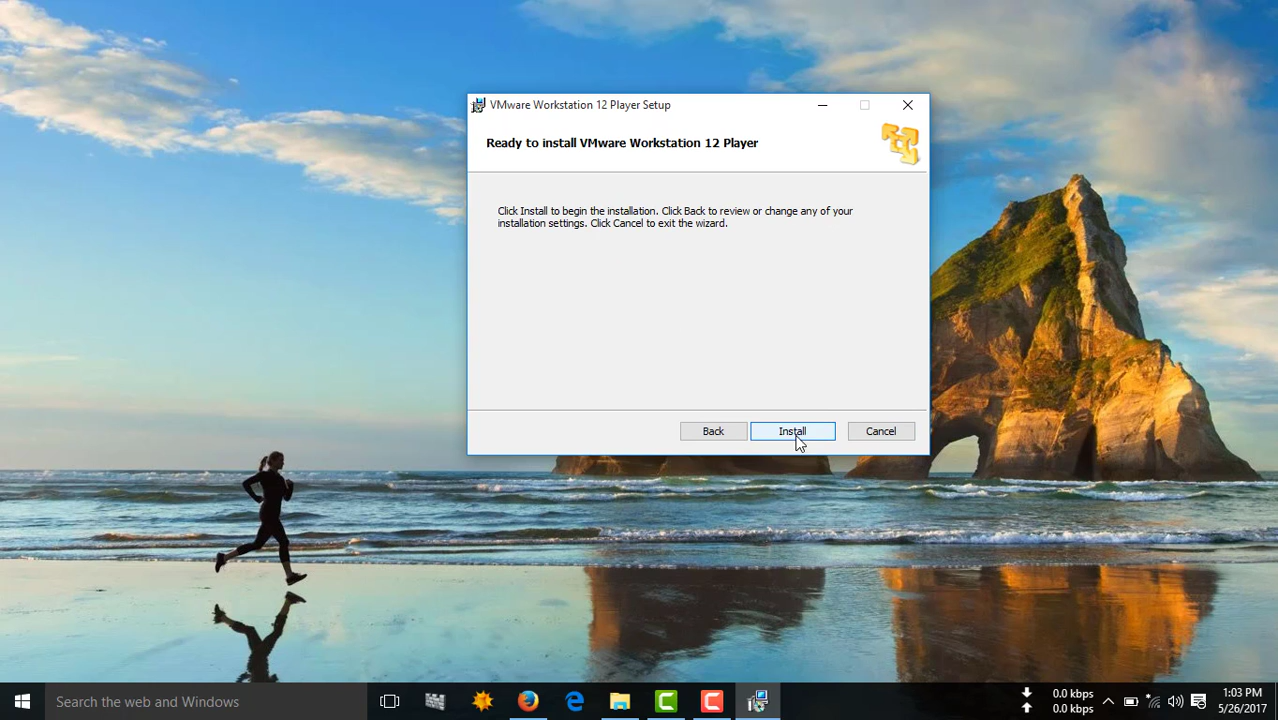 VMware Workstation 12 Player Setup
Ready to install VMware Workstation 12 Player
Click Install to begin the installation. Click Back to review or change any of your
installation settings. Click Cancel to exit the wizard.
Back
Install
Cancel
Search the web and Windows
0.0 kbps
0.0 kbps
1:03 PM
5/26/2017